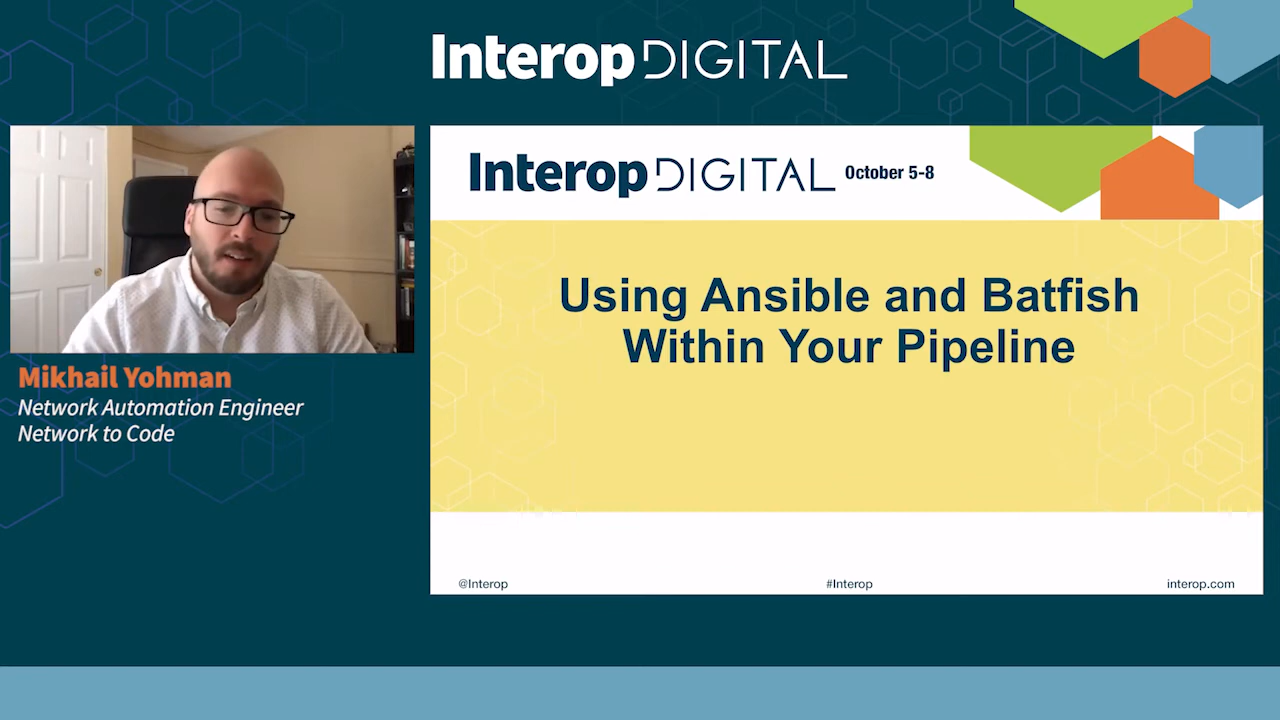 Interop DIGITAL
Mikhail Yohman
Network Automation Engineer
Network to Code
Interop DIGITAL October 5-8
Using Ansible and Batfish
Within Your Pipeline
@Interop
#Interop
interop.com